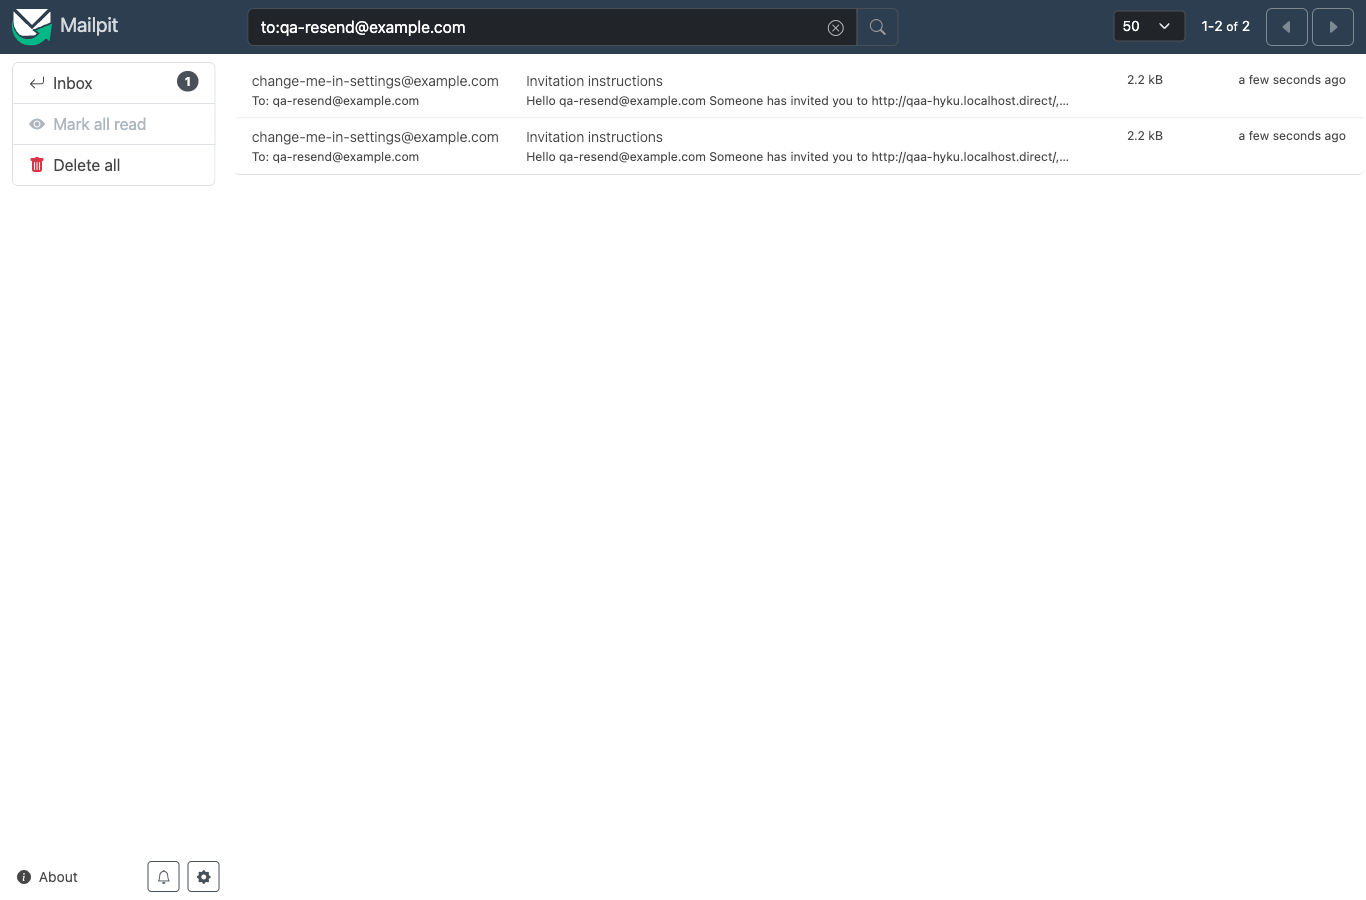 Mailpit
to:qa-resend@example.com
50
1-2 of 2
Inbox
1
Mark all read
Delete all
change-me-in-settings@example.com
Invitation instructions
2.2 kB
a few seconds ago
To: qa-resend@example.com
Hello qa-resend@example.com Someone has invited you to http://qaa-hyku.localhost.direct/,...
change-me-in-settings@example.com
Invitation instructions
2.2 kB
a few seconds ago
To: qa-resend@example.com
Hello qa-resend@example.com Someone has invited you to http://qaa-hyku.localhost.direct/,...
About